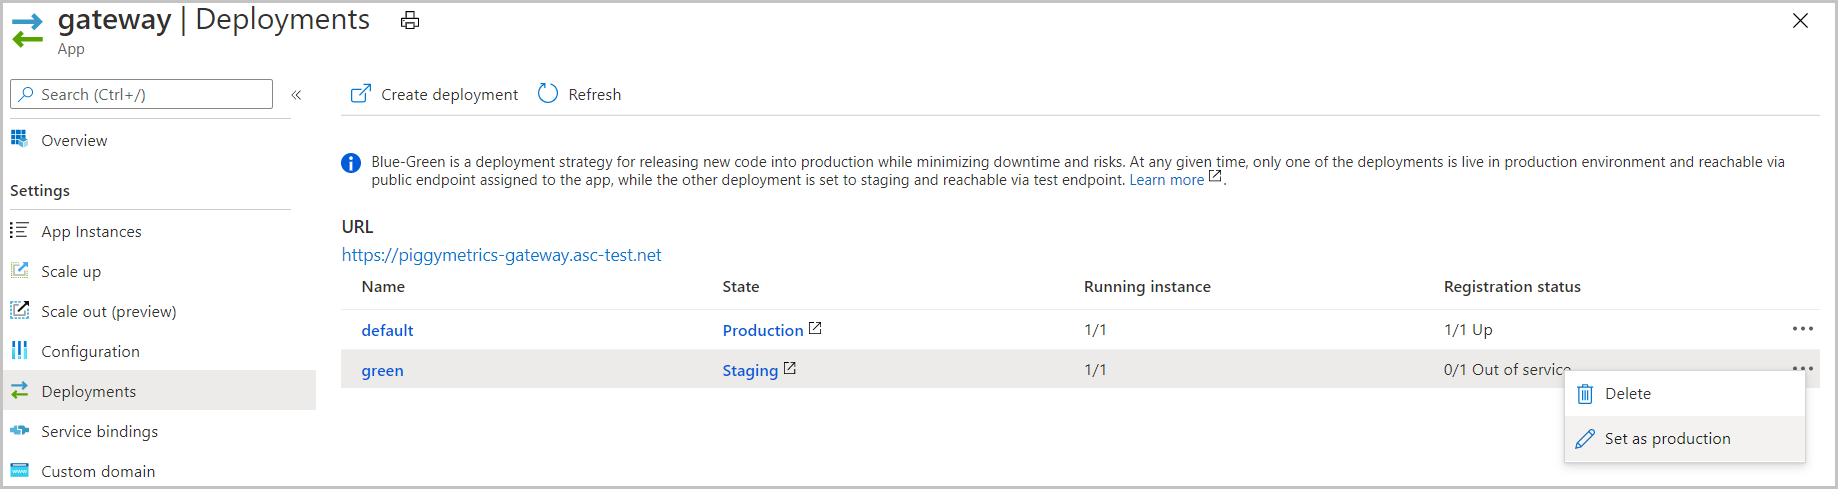 gateway | Deployments
App
Search (Ctrl+/)
«
Overview
Settings
App Instances
Scale up
Scale out (preview)
Configuration
Deployments
Service bindings
Custom domain
Create deployment Refresh
Blue-Green is a deployment strategy for releasing new code into production while minimizing downtime and risks. At any given time, only one of the deployments is live in production environment and reachable via
public endpoint assigned to the app, while the other deployment is set to staging and reachable via test endpoint. Learn more.
URL
https://piggymetrics-gateway.asc-test.net
Name State Running instance Registration status
default Production 1/1 1/1 Up
green Staging 1/1 0/1 Out of service
Delete
Set as production